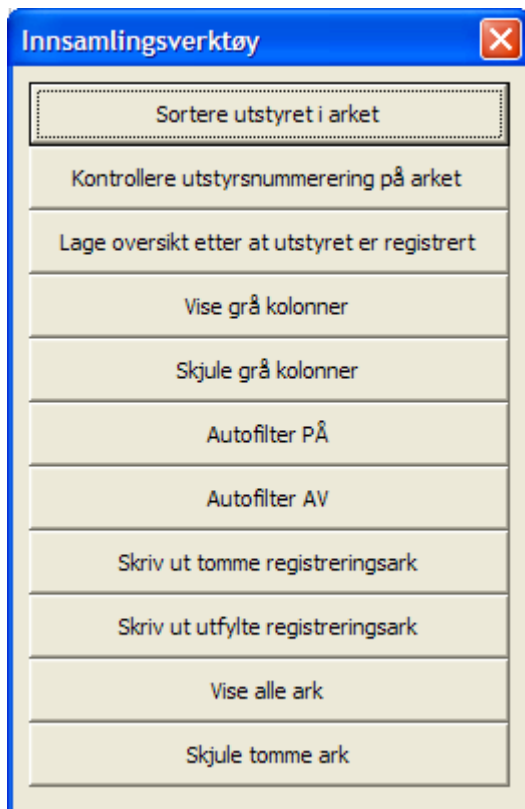 Innsamlingsverktøy
Sortere utstyret i arket
Kontrollere utstyrsnummerering på arket
Lage oversikt etter at utstyret er registrert
Vise grå kolonner
Skjule grå kolonner
Autofilter PÅ
Autofilter AV
Skriv ut tomme registreringsark
Skriv ut utfylte registreringsark
Vise alle ark
Skjule tomme ark